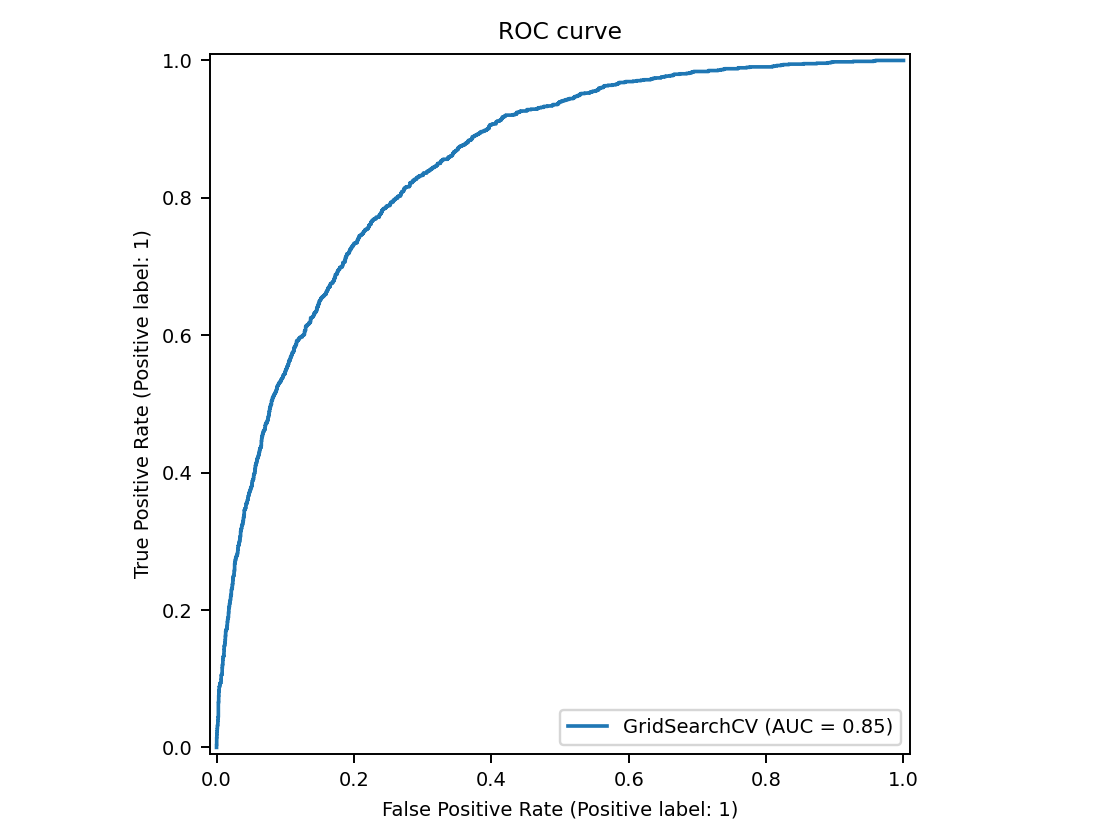 ROC curve
1.0
0.8
0.6
0.4
0.2
0.0
True Positive Rate (Positive label: 1)
GridSearchCV (AUC = 0.85)
0.0 0.2 0.4 0.6 0.8 1.0
False Positive Rate (Positive label: 1)